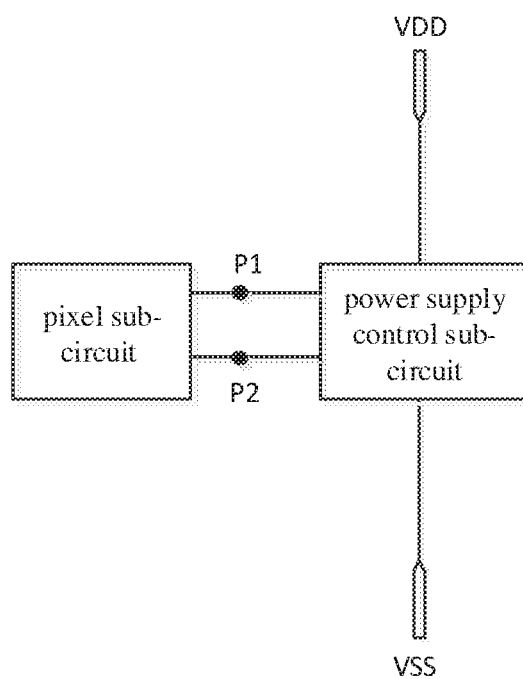 VDD
P1
pixel sub-
circuit
power supply
control sub-
circuit
P2
VSS